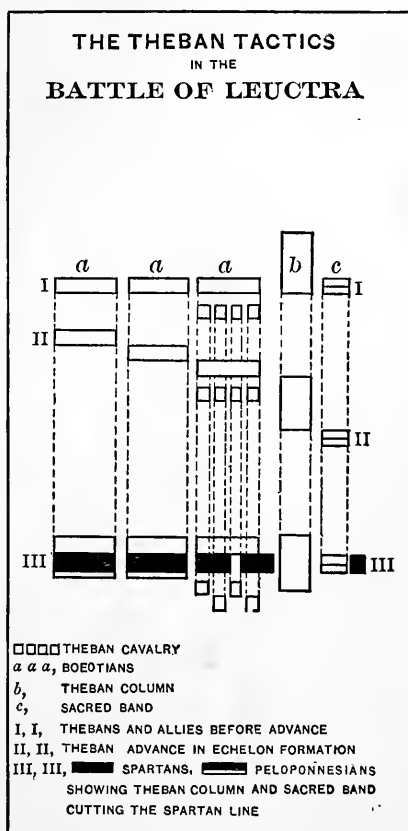 THE THEBAN TACTICS
IN THE
BATTLE OF LEUCTRA
a a a b c
I I
II
II
III III
THEBAN CAVALRY
a a a, BOEOTIANS
b, THEBAN COLUMN
c, SACRED BAND
I, I, THEBANS AND ALLIES BEFORE ADVANCE
II, II, THEBAN ADVANCE IN ECHELON FORMATION
III, III, SPARTANS, PELOPONNESIANS
SHOWING THEBAN COLUMN AND SACRED BAND
CUTTING THE SPARTAN LINE